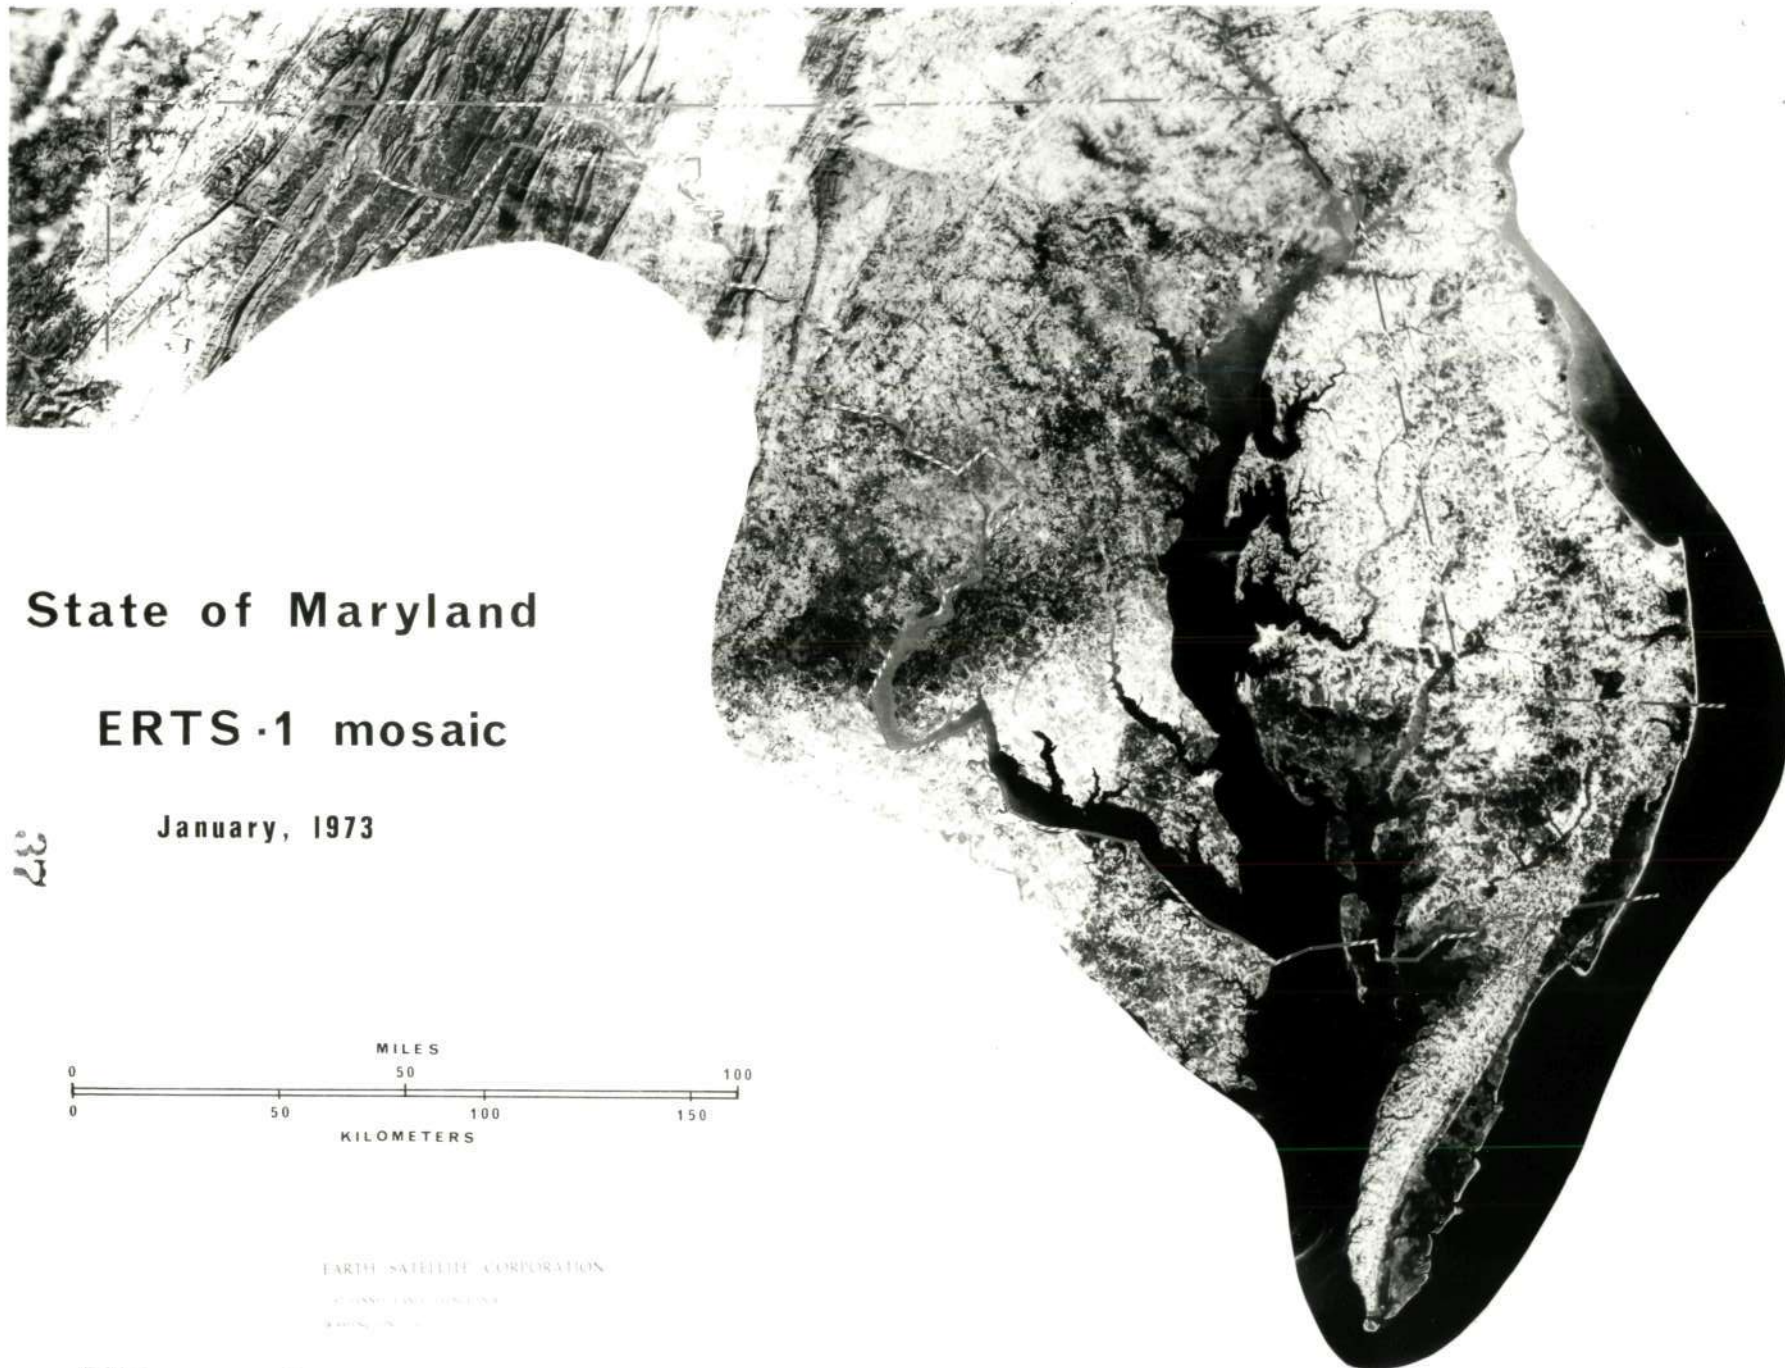 State of Maryland
ERTS-1 mosaic
January, 1973
37
MILES
0 50 100
0 50 100 150
KILOMETERS
EARTH SATELLITE CORPORATION